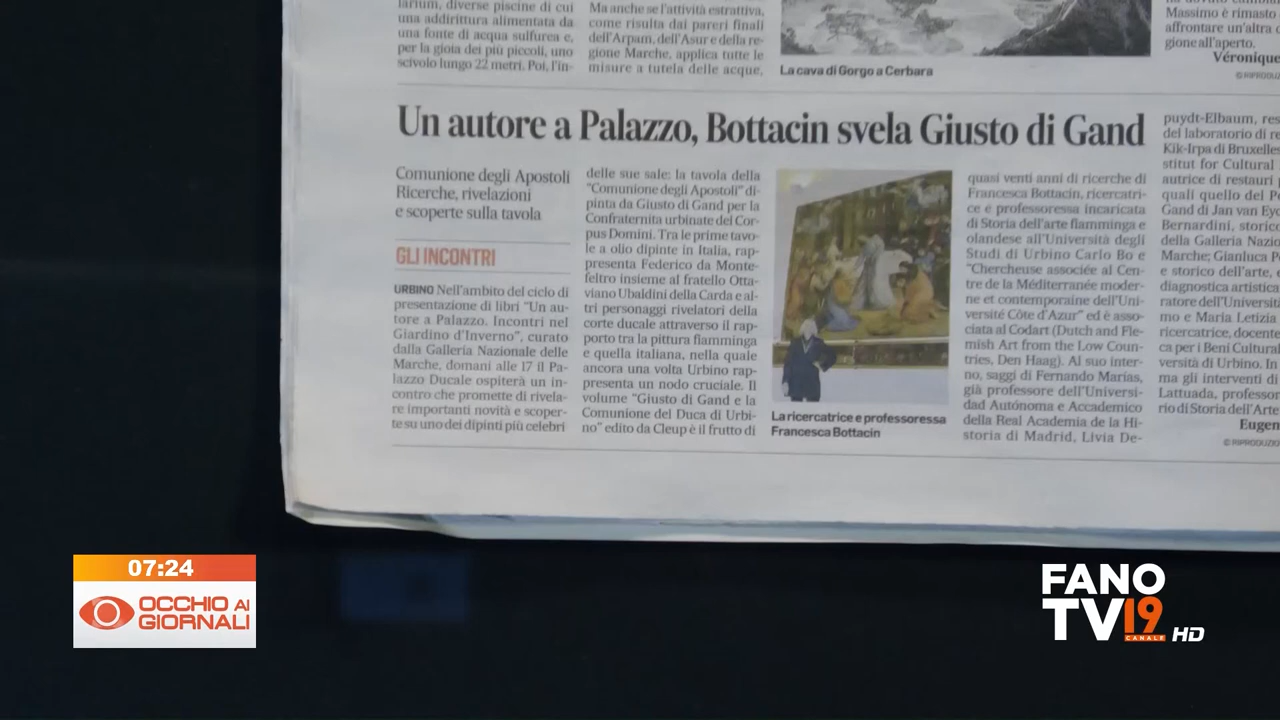 larium, diverse piscine di cui
una addirittura alimentata da
una fonte di acqua sulfurea e,
per la gioia dei più piccoli, uno
scivolo lungo 22 metri. Poi, l'in-
Ma anche se l'attività estrattiva,
come risulta dai pareri finali
dell'Arpam, dell'Asur e della re-
gione Marche, applica tutte le
misure a tutela delle acque,
La cava di Gorgo a Cerbara
Massimo è rimasto
affrontare un'altra
gione all'aperto.
Véronique
Un autore a Palazzo, Bottacin svela Giusto di Gand
Comunione degli Apostoli
Ricerche, rivelazioni
e scoperte sulla tavola
GLI INCONTRI
URBINO Nell'ambito del ciclo di
presentazione di libri "Un au-
tore a Palazzo. Incontri nel
Giardino d'Inverno", curato
dalla Galleria Nazionale delle
Marche, domani alle 17 il Pa-
lazzo Ducale ospiterà un in-
contro che promette di rivela-
re importanti novità e scoper-
te su uno dei dipinti più celebri
delle sue sale: la tavola della
"Comunione degli Apostoli" di-
pinta da Giusto di Gand per la
Confraternita urbinate del Cor-
pus Domini. Tra le prime tavo-
le a olio dipinte in Italia, rap-
presenta Federico da Monte-
feltro insieme al fratello Otta-
viano Ubaldini della Carda e al-
tri personaggi rivelatori della
corte ducale attraverso il rap-
porto tra la pittura fiamminga
e quella italiana, nella quale
ancora una volta Urbino rap-
presenta un nodo cruciale. Il
volume "Giusto di Gand e la
Comunione del Duca di Urbi-
no" edito da Cleup è il frutto di
La ricercatrice e professoressa
Francesca Bottacin
quasi venti anni di ricerche di
Francesca Bottacin, ricercatri-
ce e professoressa incaricata
di Storia dell'arte fiamminga e
olandese all'Università degli
Studi di Urbino Carlo Bo e
"Chercheuse associée al Cen-
tre de la Méditerranée moder-
ne et contemporaine dell'Uni-
versité Côte d'Azur" ed è asso-
ciata al Codart (Dutch and Fle-
mish Art from the Low Coun-
tries, Den Haag). Al suo inter-
no, saggi di Fernando Marías,
già professore dell'Universi-
dad Autónoma e Accademico
della Real Academia de la Hi-
storia di Madrid, Livia De-
puydt-Elbaum, res
del laboratorio di re
Kik-Irpa di Bruxelles
stitut for Cultural
autrice di restauri
quali quello del Po
Gand di Jan van Eyc
Bernardini, storico
della Galleria Nazio
Marche; Gianluca Po
e storico dell'arte,
diagnostica artistica
ratore dell'Universit
mo e Maria Letizia
ricercatrice, docente
ca per i Beni Cultural
versità di Urbino. In
ma gli interventi di
Lattuada, professor
rio di Storia dell'Arte
Eugen
© RIPRODUZIO
07:24
OCCHIO AI
GIORNALI
FANO
TV19
CANALE
HD